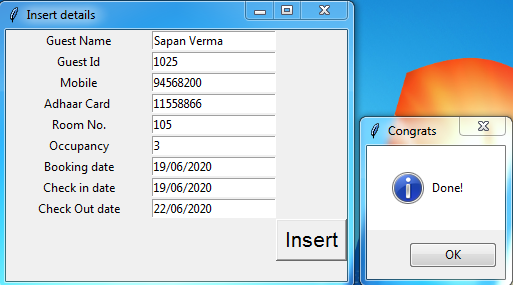 Insert details
Guest Name Sapan Verma
Guest Id 1025
Mobile 94568200
Adhaar Card 11558866
Room No. 105
Occupancy 3
Booking date 19/06/2020
Check in date 19/06/2020
Check Out date 22/06/2020
Insert
Congrats
Done!
OK